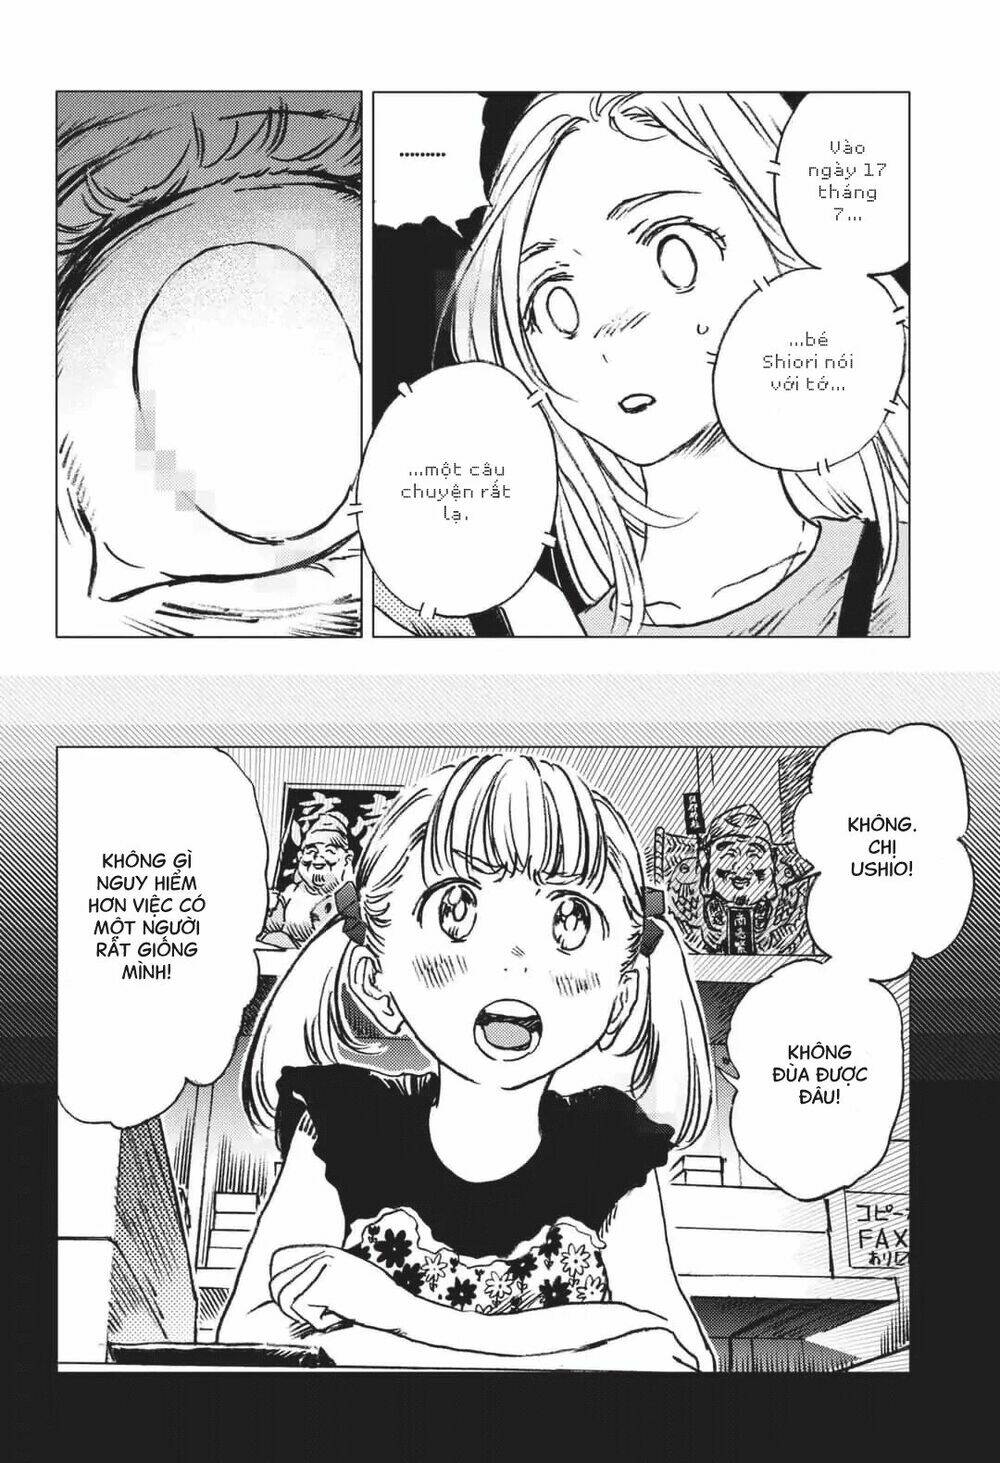 Vào
ngày 17
tháng
7...
...bé
Shiori nói
với tớ...
..........
...một câu
chuyện rất
lạ.
KHÔNG.
CHỊ
USHIO!
KHÔNG
ĐÙA ĐƯỢC
ĐÂU!
KHÔNG GÌ
NGUY HIỂM
HƠN VIỆC CÓ
MỘT NGƯỜI
RẤT GIỐNG
MÌNH!
コピー
FAX
あり